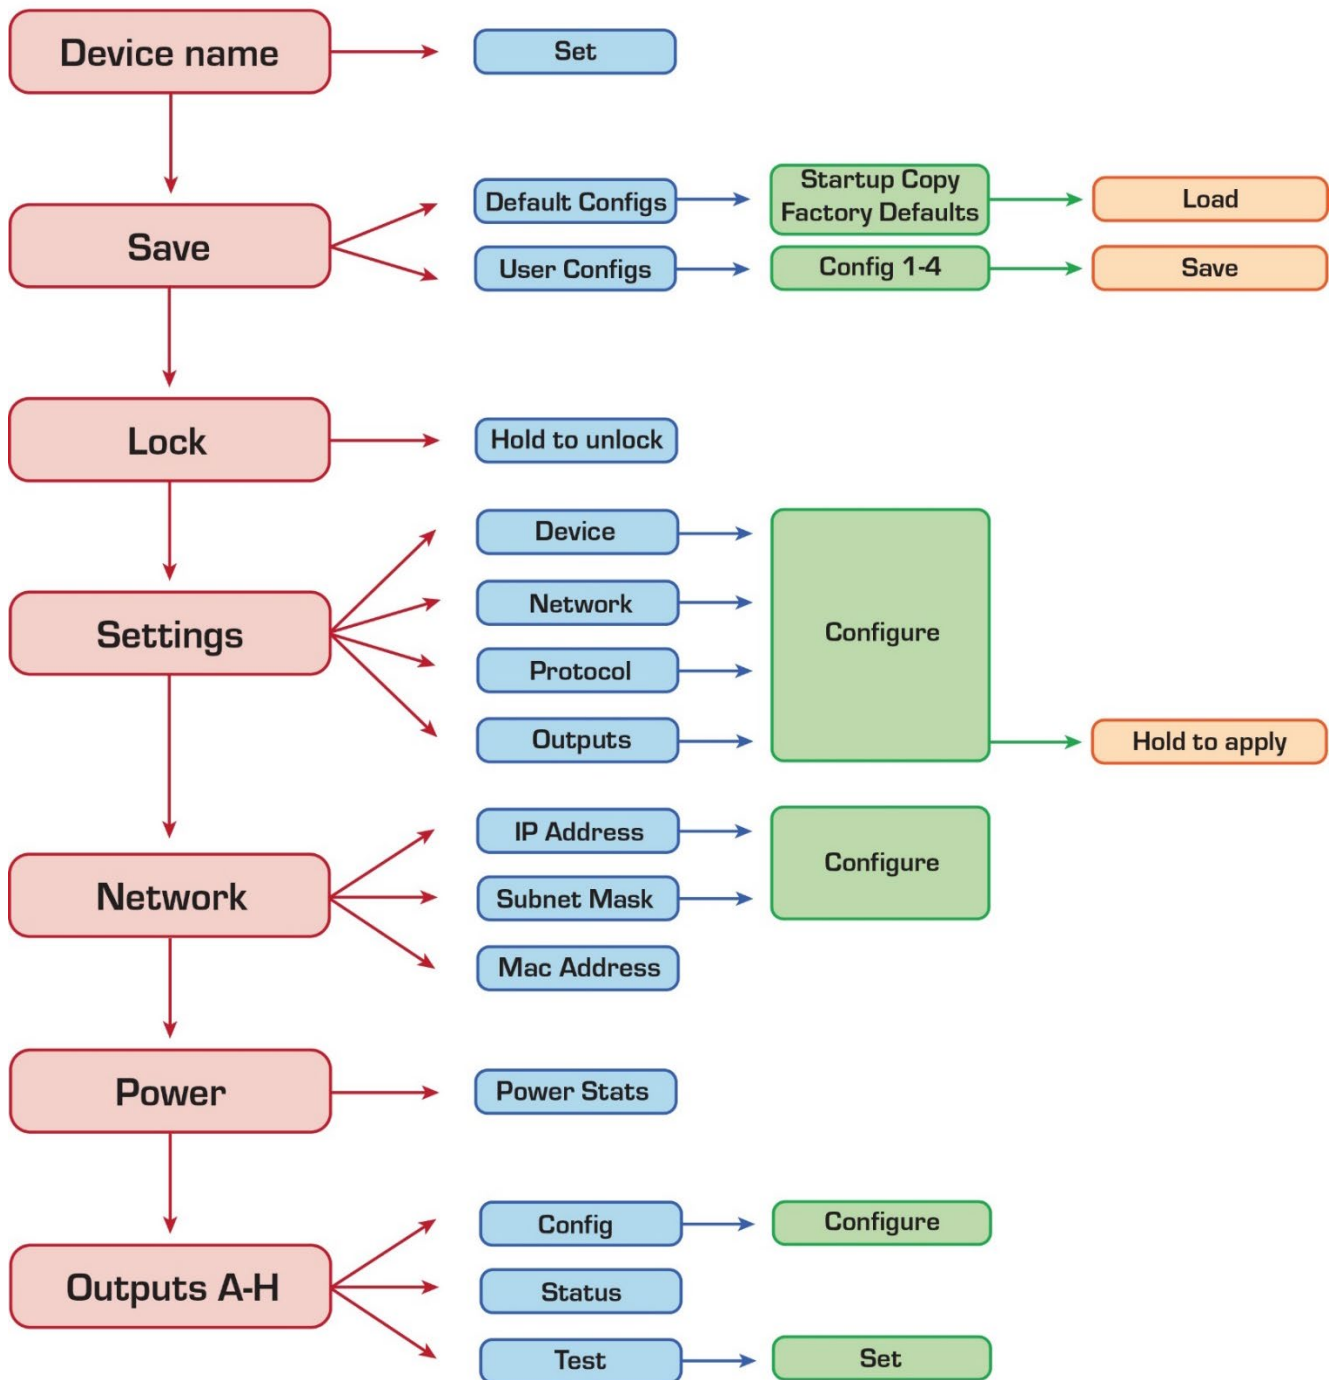 Device name
Set
Save
Default Configs
Startup Copy
Factory Defaults
Load
User Configs
Config 1-4
Save
Lock
Hold to unlock
Settings
Device
Network
Protocol
Outputs
Configure
Hold to apply
Network
IP Address
Subnet Mask
Mac Address
Configure
Power
Power Stats
Outputs A-H
Config
Configure
Status
Test
Set